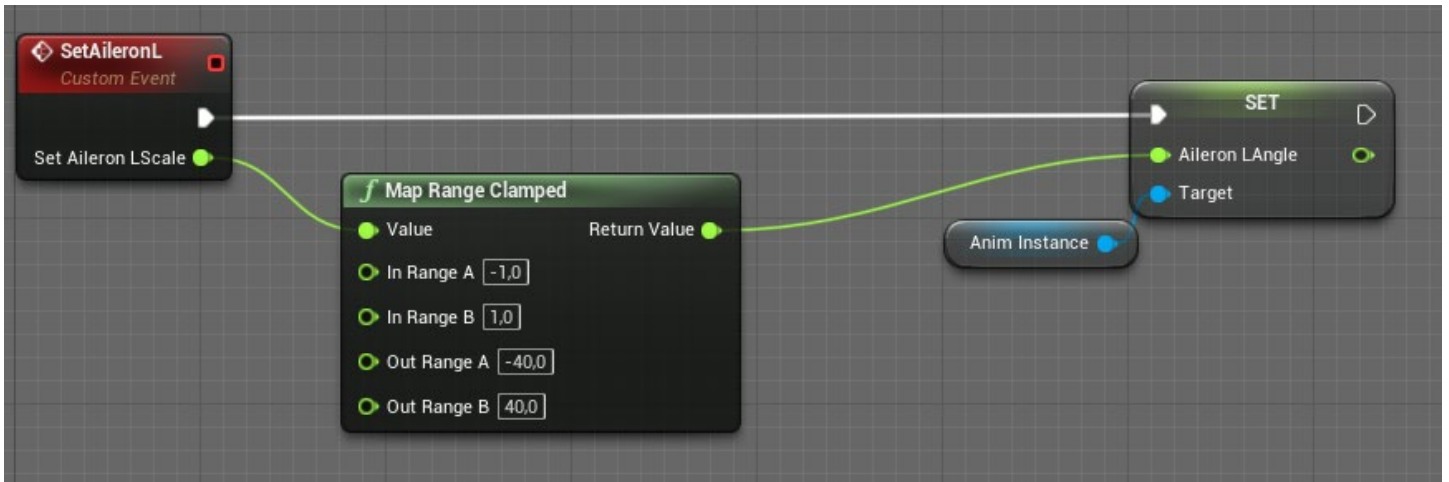 SetAileronL
Custom Event
Set Aileron LScale
f Map Range Clamped
Value Return Value
In Range A -1,0
In Range B 1,0
Out Range A -40,0
Out Range B 40,0
Anim Instance
SET
Aileron LAngle
Target